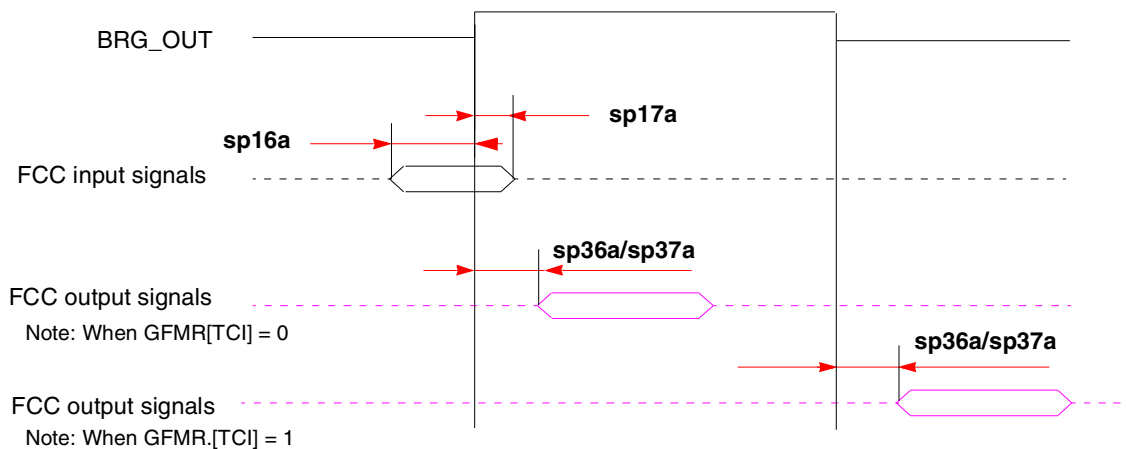 BRG_OUT
sp17a
sp16a
FCC input signals
sp36a/sp37a
FCC output signals
Note: When GFMR[TCI] = 0
sp36a/sp37a
FCC output signals
Note: When GFMR.[TCI] = 1